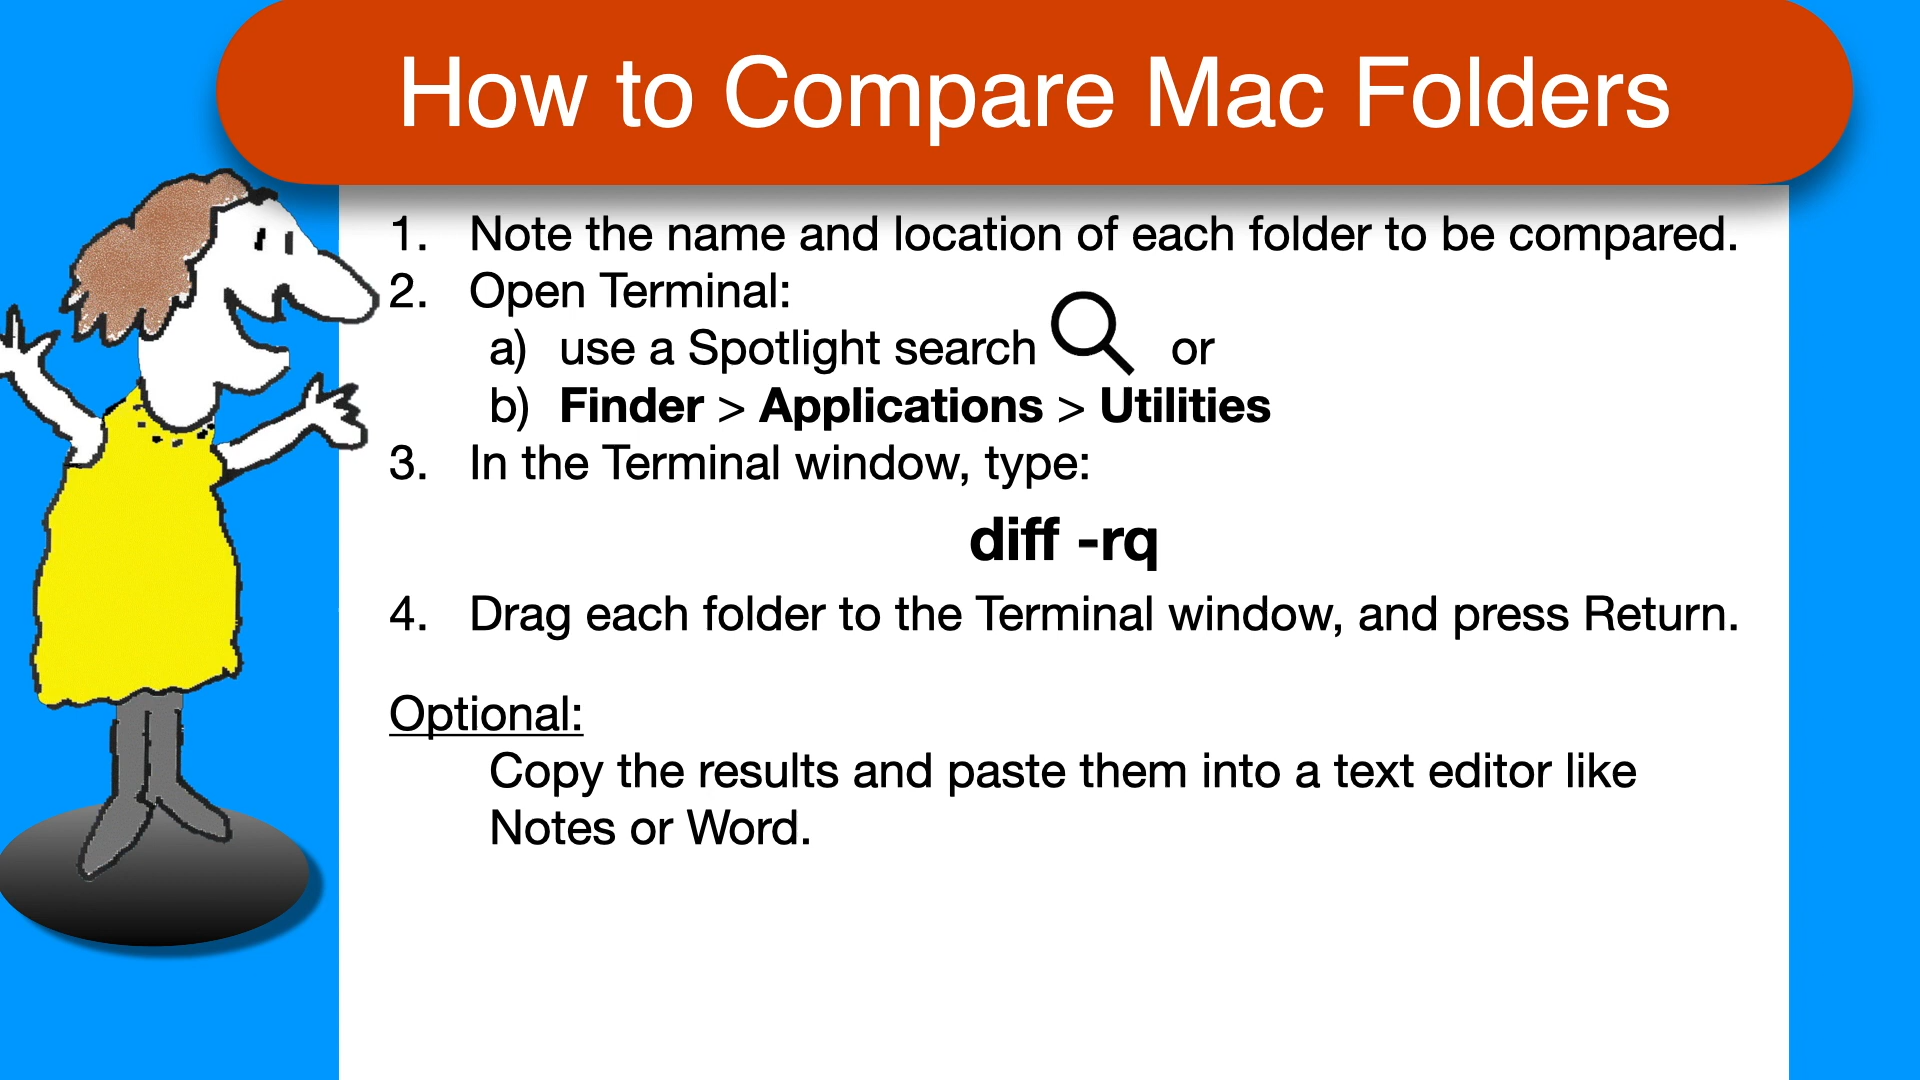 How to Compare Mac Folders
1. Note the name and location of each folder to be compared.
2. Open Terminal:
a) use a Spotlight search or
b) Finder > Applications > Utilities
3. In the Terminal window, type:
diff -rq
4. Drag each folder to the Terminal window, and press Return.
Optional:
Copy the results and paste them into a text editor like
Notes or Word.